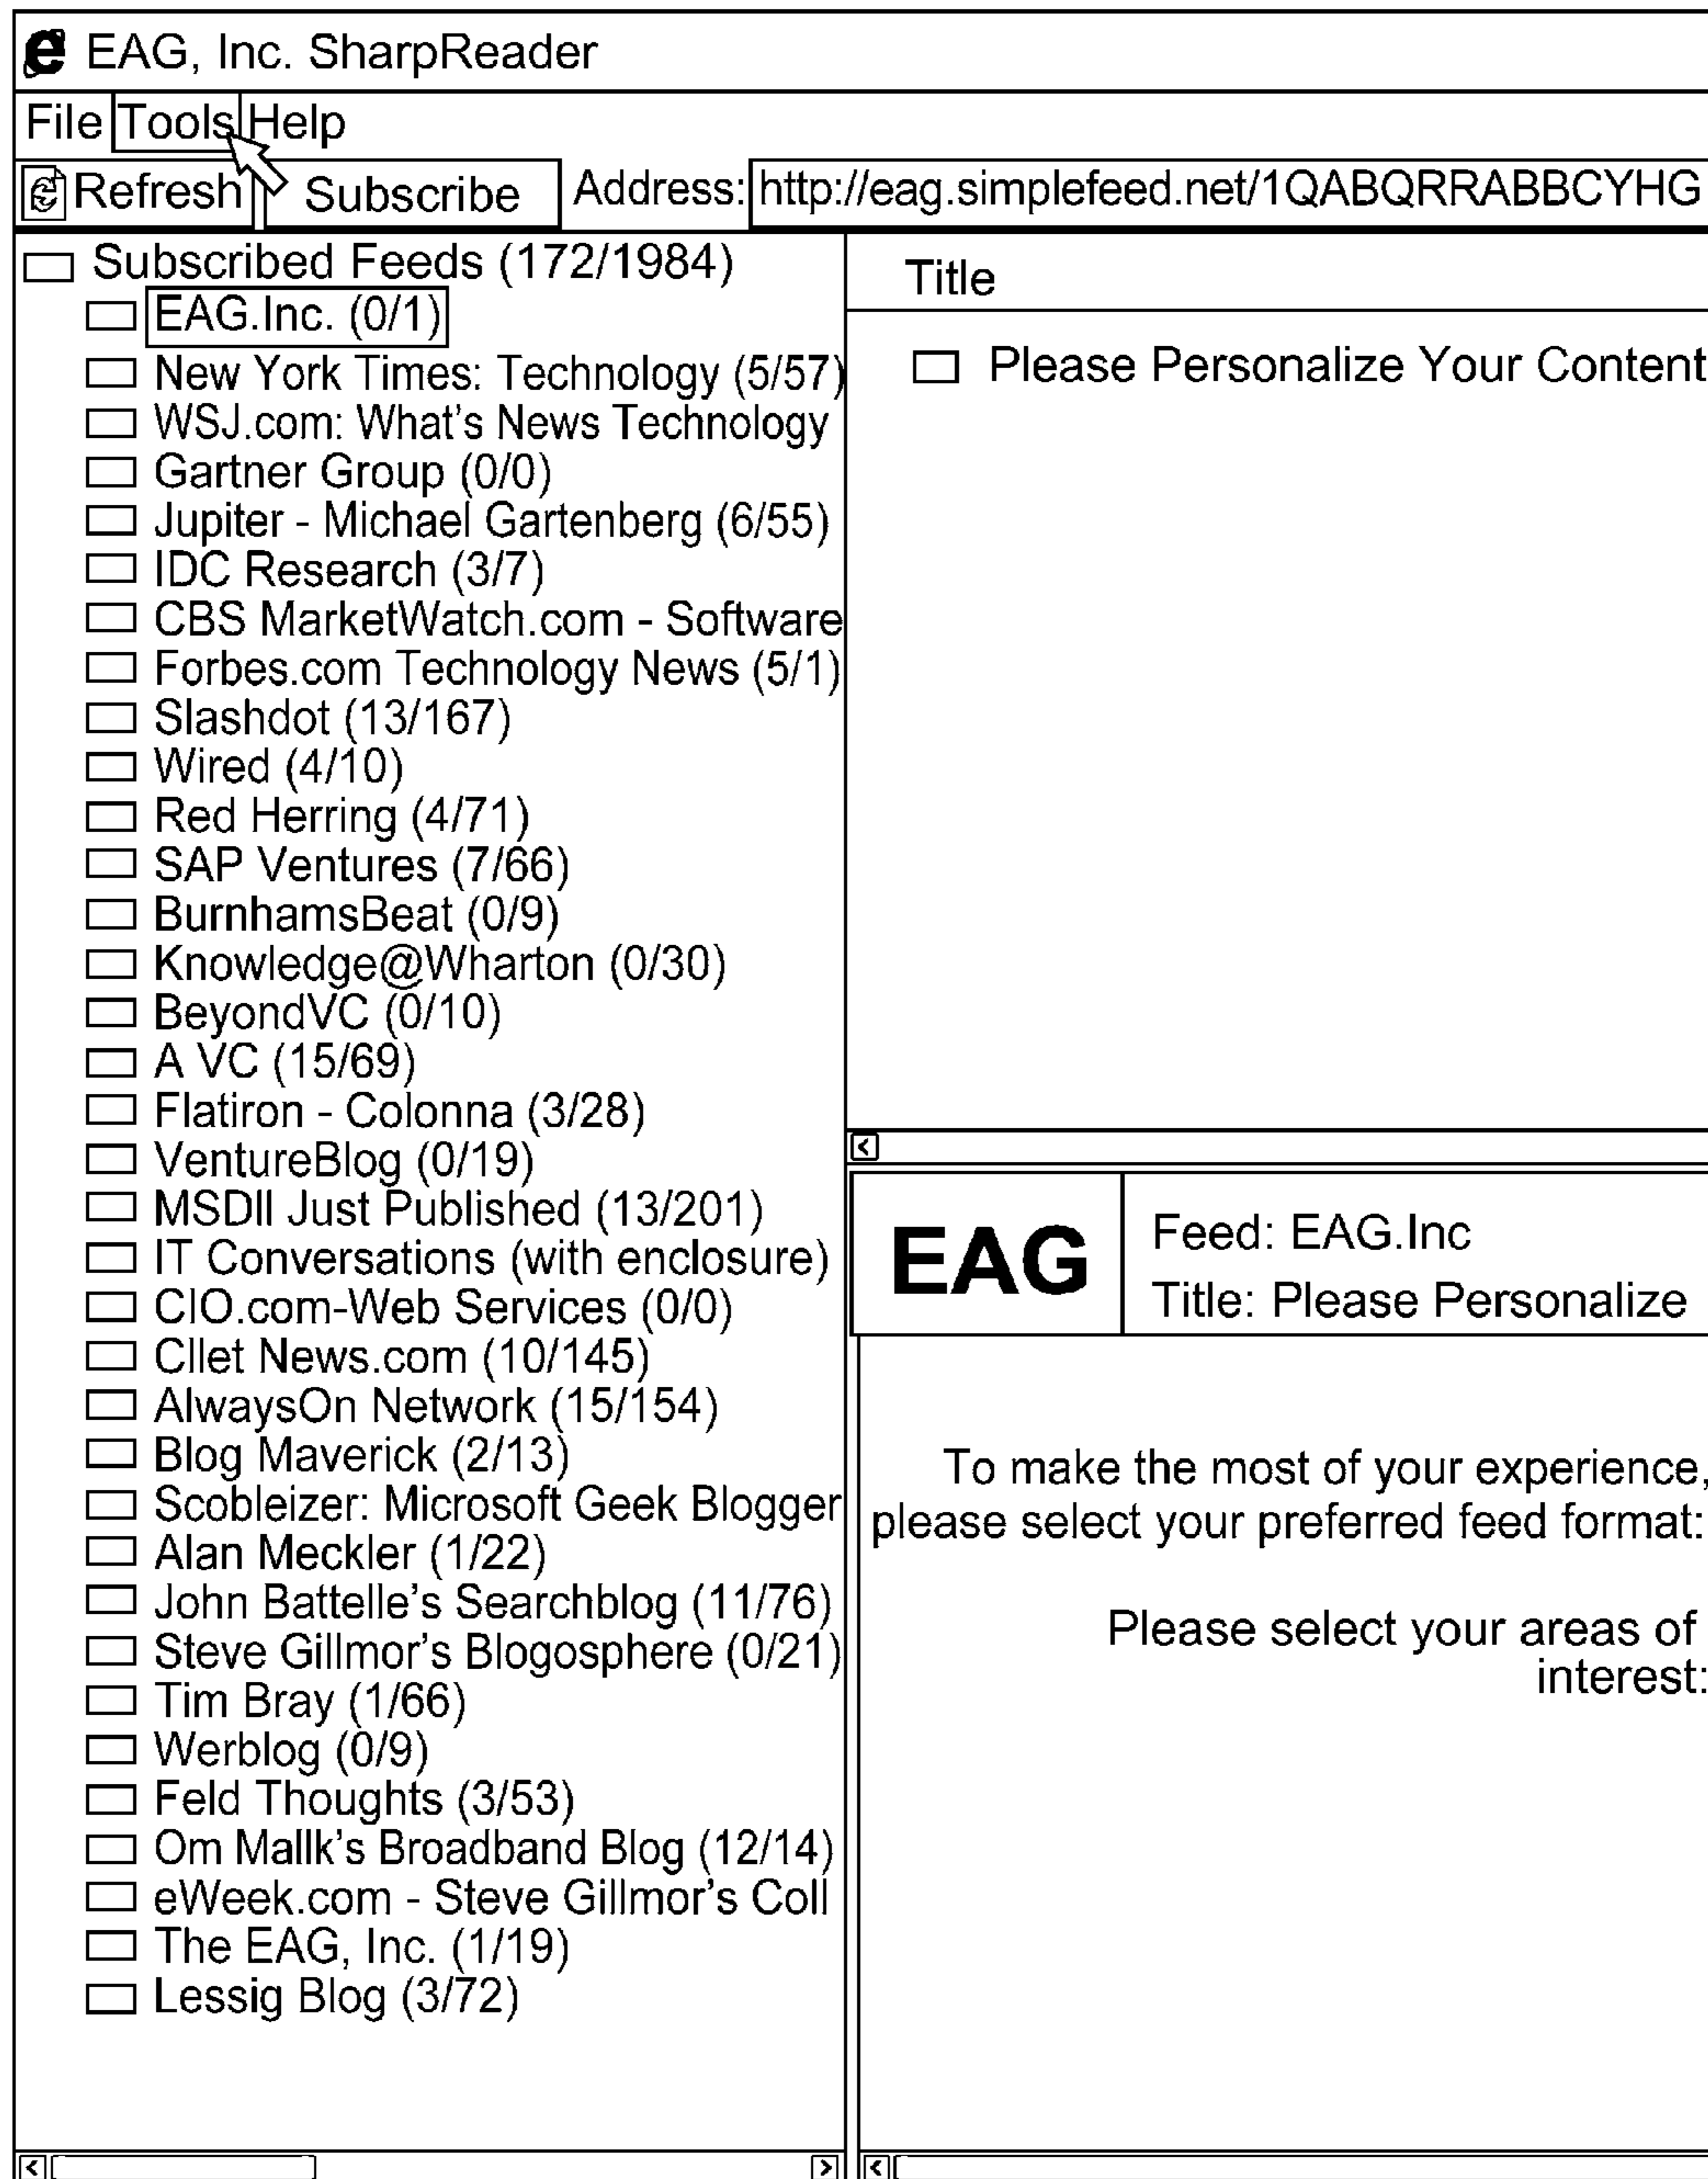 EAG, Inc. SharpReader
File Tools Help
Refresh Subscribe Address: http://eag.simplefeed.net/1QABQRRABBCYHG
Subscribed Feeds (172/1984)
EAG.Inc. (0/1)
New York Times: Technology (5/57)
WSJ.com: What's News Technology
Gartner Group (0/0)
Jupiter - Michael Gartenberg (6/55)
IDC Research (3/7)
CBS MarketWatch.com - Software
Forbes.com Technology News (5/1)
Slashdot (13/167)
Wired (4/10)
Red Herring (4/71)
SAP Ventures (7/66)
BurnhamsBeat (0/9)
Knowledge@Wharton (0/30)
BeyondVC (0/10)
A VC (15/69)
Flatiron - Colonna (3/28)
VentureBlog (0/19)
MSDII Just Published (13/201)
IT Conversations (with enclosure)
CIO.com-Web Services (0/0)
Cllet News.com (10/145)
AlwaysOn Network (15/154)
Blog Maverick (2/13)
Scobleizer: Microsoft Geek Blogger
Alan Meckler (1/22)
John Battelle's Searchblog (11/76)
Steve Gillmor's Blogosphere (0/21)
Tim Bray (1/66)
Werblog (0/9)
Feld Thoughts (3/53)
Om Mallk's Broadband Blog (12/14)
eWeek.com - Steve Gillmor's Coll
The EAG, Inc. (1/19)
Lessig Blog (3/72)
Title
Please Personalize Your Content
EAG
Feed: EAG.Inc
Title: Please Personalize
To make the most of your experience,
please select your preferred feed format:
Please select your areas of
interest: